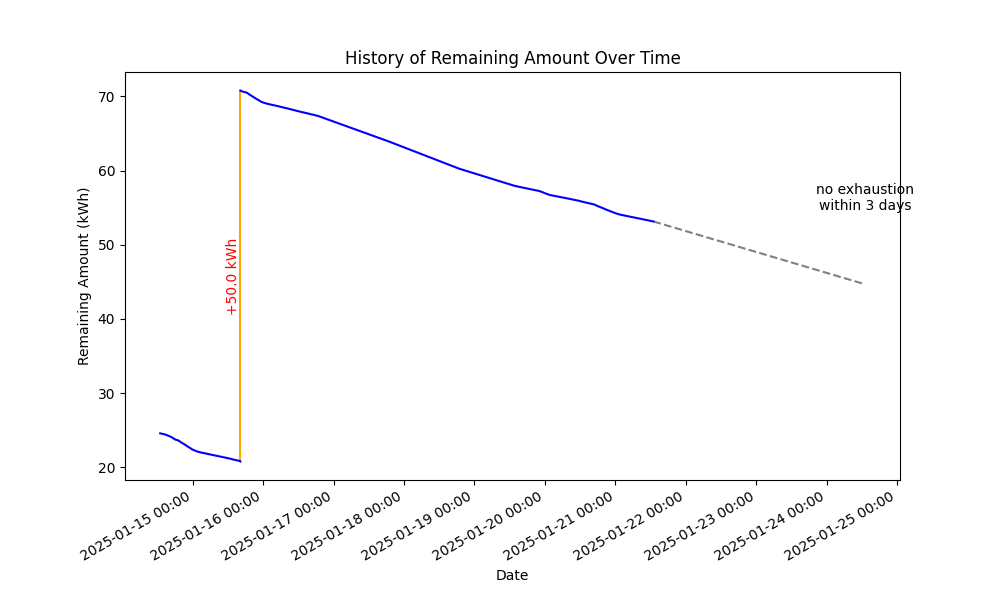 History of Remaining Amount Over Time
Remaining Amount (kWh)
70
60
50
40
30
20
+50.0 kWh
no exhaustion
within 3 days
2025-01-15 00:00
2025-01-16 00:00
2025-01-17 00:00
2025-01-18 00:00
2025-01-19 00:00
2025-01-20 00:00
2025-01-21 00:00
2025-01-22 00:00
2025-01-23 00:00
2025-01-24 00:00
2025-01-25 00:00
Date